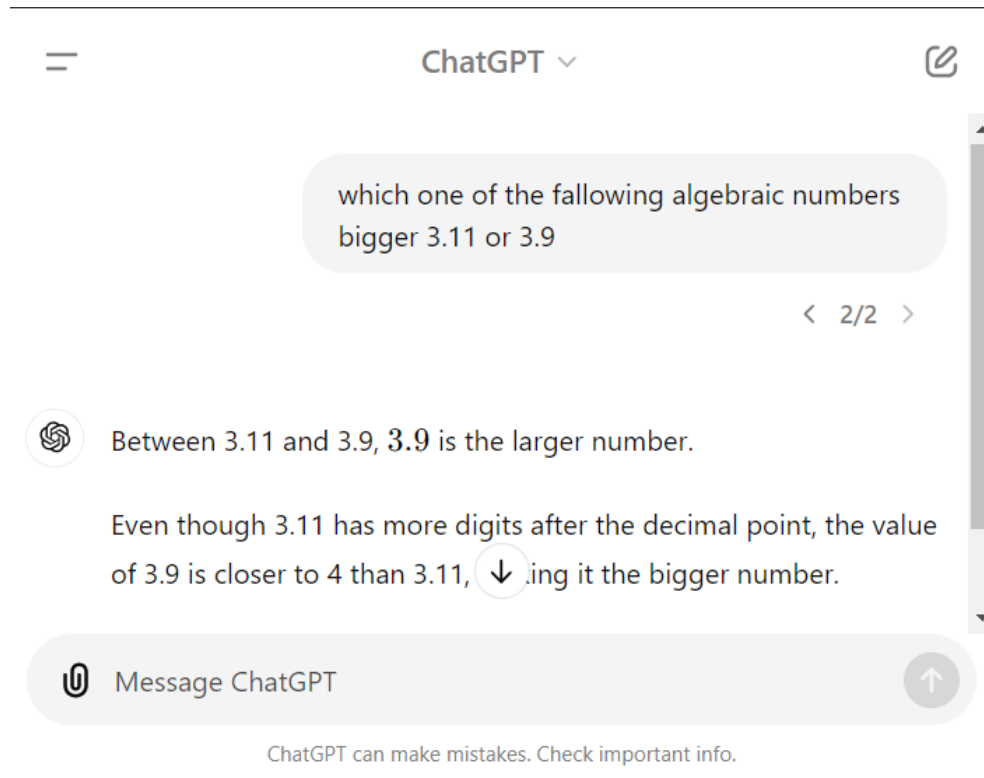 ChatGPT
which one of the fallowing algebraic numbers
bigger 3.11 or 3.9
2/2
Between 3.11 and 3.9, 3.9 is the larger number.
Even though 3.11 has more digits after the decimal point, the value
of 3.9 is closer to 4 than 3.11, ing it the bigger number.
Message ChatGPT
ChatGPT can make mistakes. Check important info.